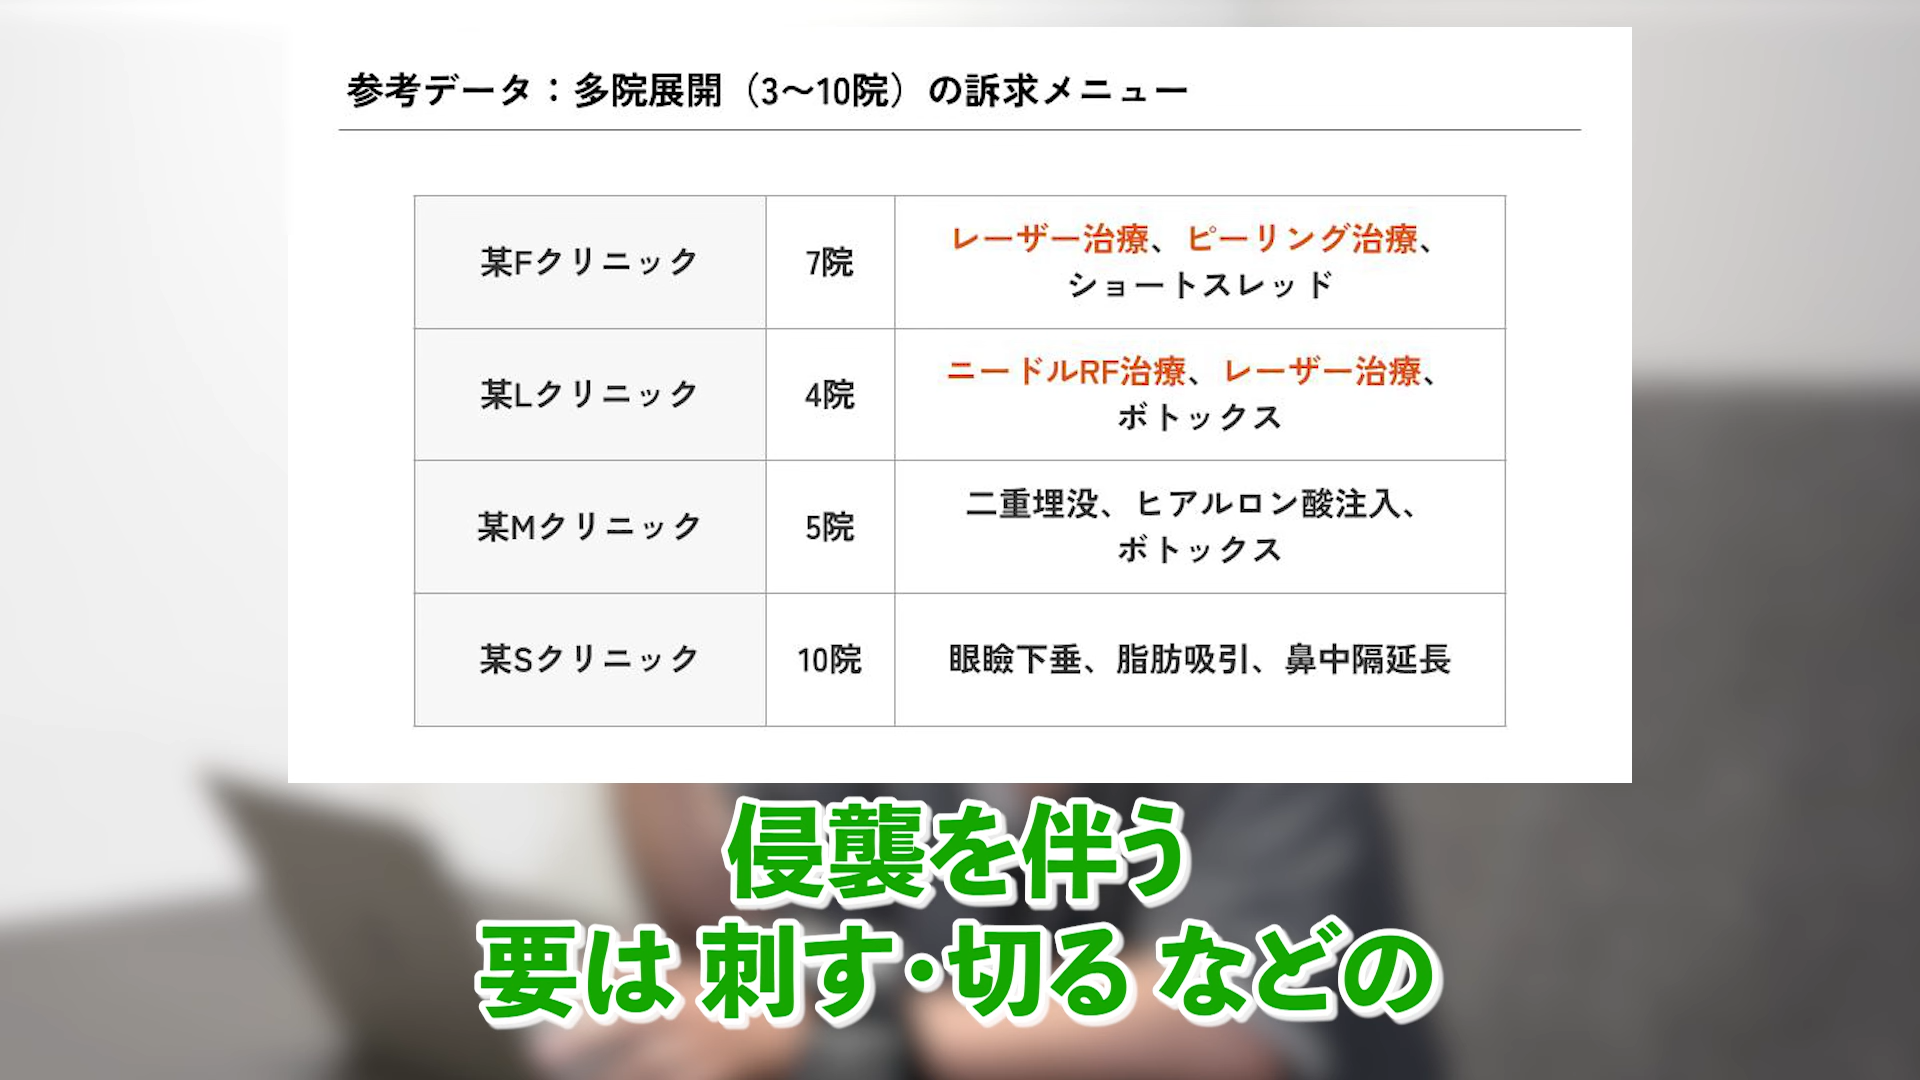 参考データ：多院展開（3〜10院）の訴求メニュー
某Fクリニック
7院
レーザー治療、ピーリング治療、
ショートスレッド
某Lクリニック
4院
ニードルRF治療、レーザー治療、
ボトックス
某Mクリニック
5院
二重埋没、ヒアルロン酸注入、
ボトックス
某Sクリニック
10院
眼瞼下垂、脂肪吸引、鼻中隔延長
侵襲を伴う
要は 刺す・切る などの